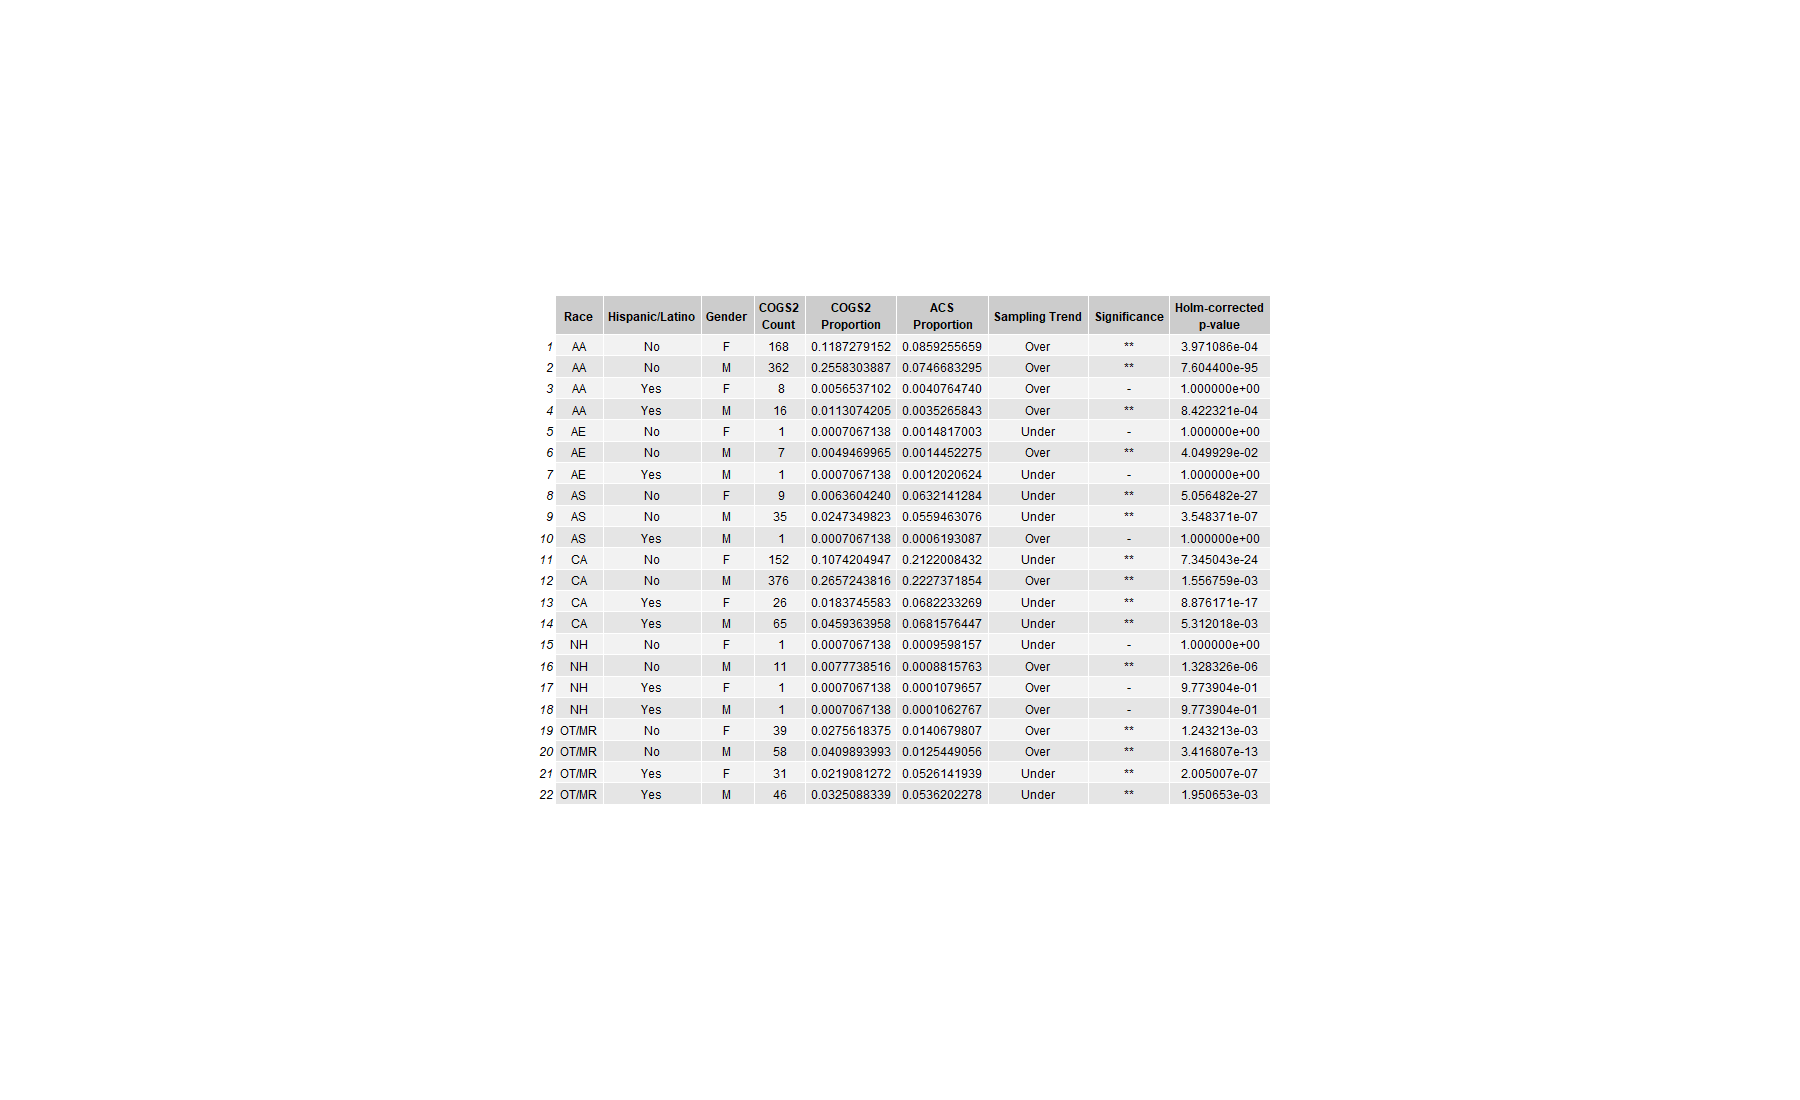 Race Hispanic/Latino Gender COGS2 Count COGS2 Proportion ACS Proportion Sampling Trend Significance Holm-corrected p-value
1 AA No F 168 0.1187279152 0.0859255659 Over ** 3.971086e-04
2 AA No M 362 0.2558303887 0.0746683295 Over ** 7.604400e-95
3 AA Yes F 8 0.0056537102 0.0040764740 Over - 1.000000e+00
4 AA Yes M 16 0.0113074205 0.0035265843 Over ** 8.422321e-04
5 AE No F 1 0.0007067138 0.0014817003 Under - 1.000000e+00
6 AE No M 7 0.0049469965 0.0014452275 Over ** 4.049929e-02
7 AE Yes M 1 0.0007067138 0.0012020624 Under - 1.000000e+00
8 AS No F 9 0.0063604240 0.0632141284 Under ** 5.056482e-27
9 AS No M 35 0.0247349823 0.0559463076 Under ** 3.548371e-07
10 AS Yes M 1 0.0007067138 0.0006193087 Over - 1.000000e+00
11 CA No F 152 0.1074204947 0.2122008432 Under ** 7.345043e-24
12 CA No M 376 0.2657243816 0.2227371854 Over ** 1.556759e-03
13 CA Yes F 26 0.0183745583 0.0682233269 Under ** 8.876171e-17
14 CA Yes M 65 0.0459363958 0.0681576447 Under ** 5.312018e-03
15 NH No F 1 0.0007067138 0.0009598157 Under - 1.000000e+00
16 NH No M 11 0.0077738516 0.0008815763 Over ** 1.328326e-06
17 NH Yes F 1 0.0007067138 0.0001079657 Over - 9.773904e-01
18 NH Yes M 1 0.0007067138 0.0001062767 Over - 9.773904e-01
19 OT/MR No F 39 0.0275618375 0.0140679807 Over ** 1.243213e-03
20 OT/MR No M 58 0.0409893993 0.0125449056 Over ** 3.416807e-13
21 OT/MR Yes F 31 0.0219081272 0.0526141939 Under ** 2.005007e-07
22 OT/MR Yes M 46 0.0325088339 0.0536202278 Under ** 1.950653e-03